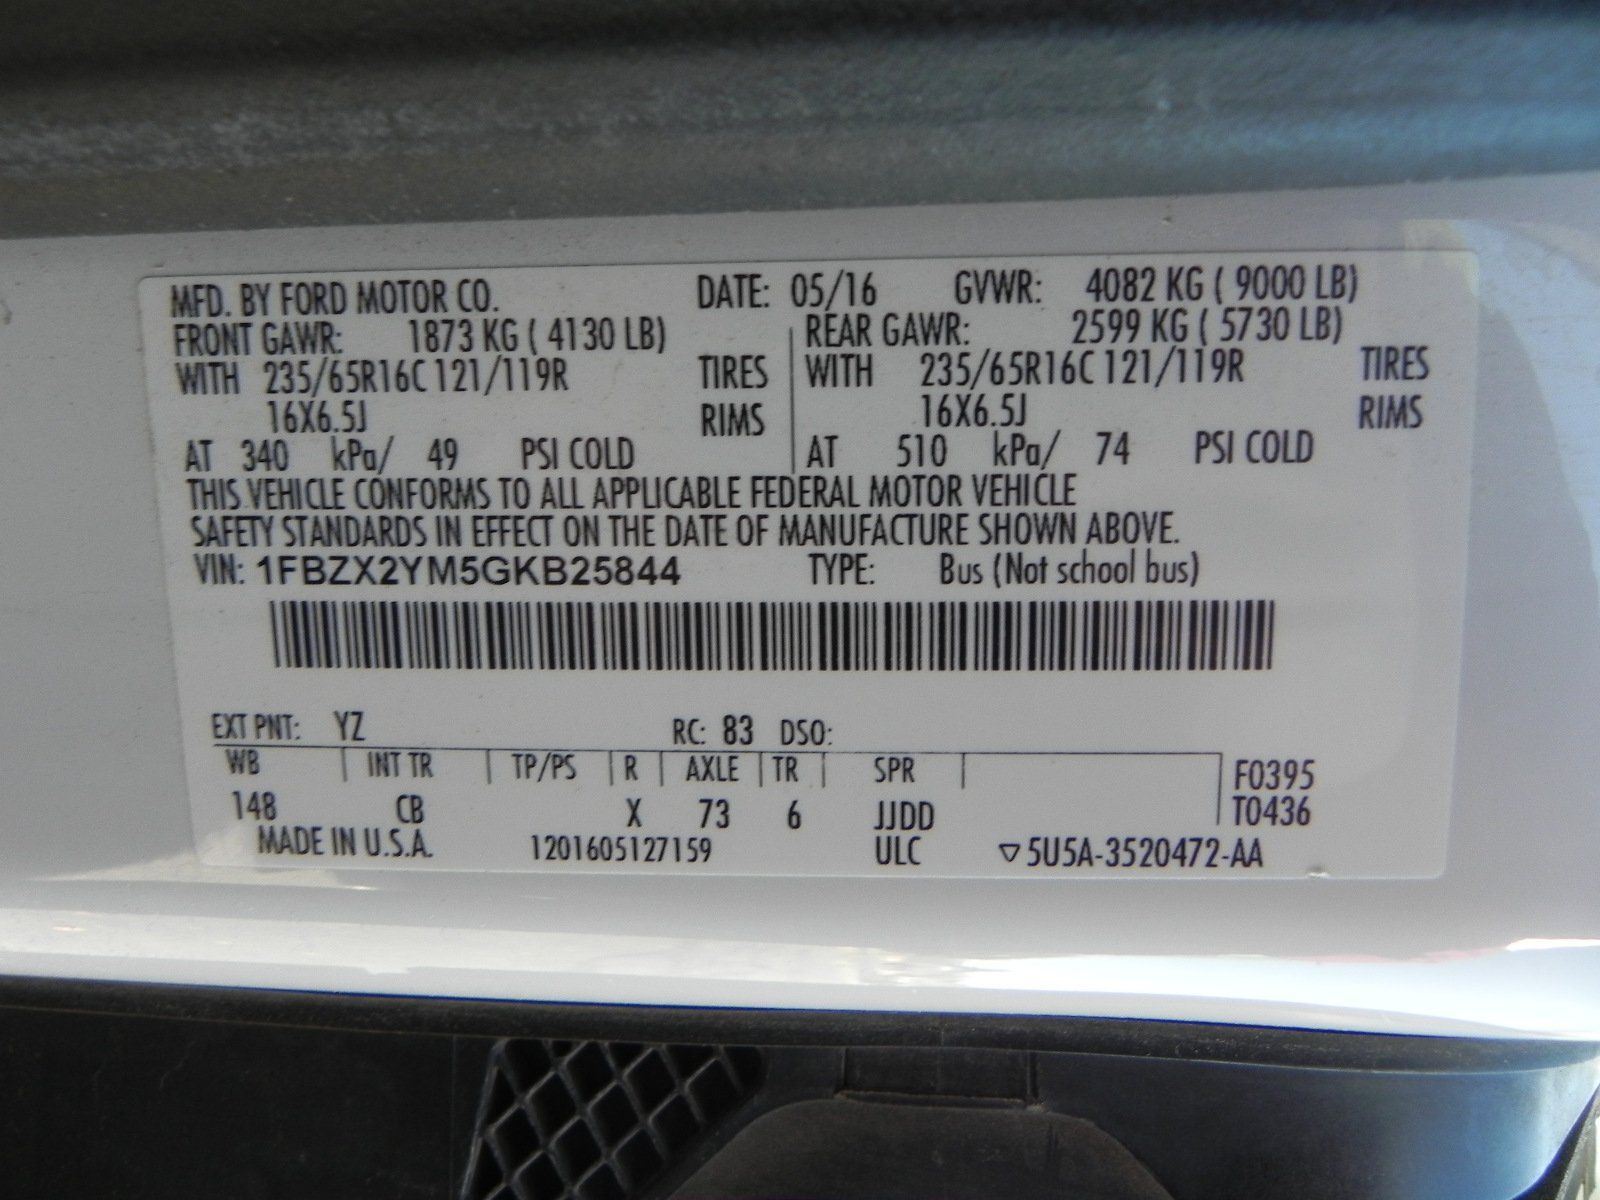 MFD. BY FORD MOTOR CO. DATE: 05/16 GVWR: 4082 KG ( 9000 LB)
FRONT GAWR: 1873 KG ( 4130 LB) REAR GAWR: 2599 KG ( 5730 LB)
WITH 235/65R16C 121/119R TIRES WITH 235/65R16C 121/119R TIRES
16X6.5J RIMS 16X6.5J RIMS
AT 340 kPa/ 49 PSI COLD AT 510 kPa/ 74 PSI COLD
THIS VEHICLE CONFORMS TO ALL APPLICABLE FEDERAL MOTOR VEHICLE
SAFETY STANDARDS IN EFFECT ON THE DATE OF MANUFACTURE SHOWN ABOVE.
VIN: 1FBZX2YM5GKB25844 TYPE: Bus (Not school bus)
EXT PNT: YZ RC: 83 DSO:
WB INT TR TP/PS R AXLE TR SPR F0395
148 CB X 73 6 JJDD T0436
MADE IN U.S.A. 1201605127159 ULC ▽5U5A-3520472-AA